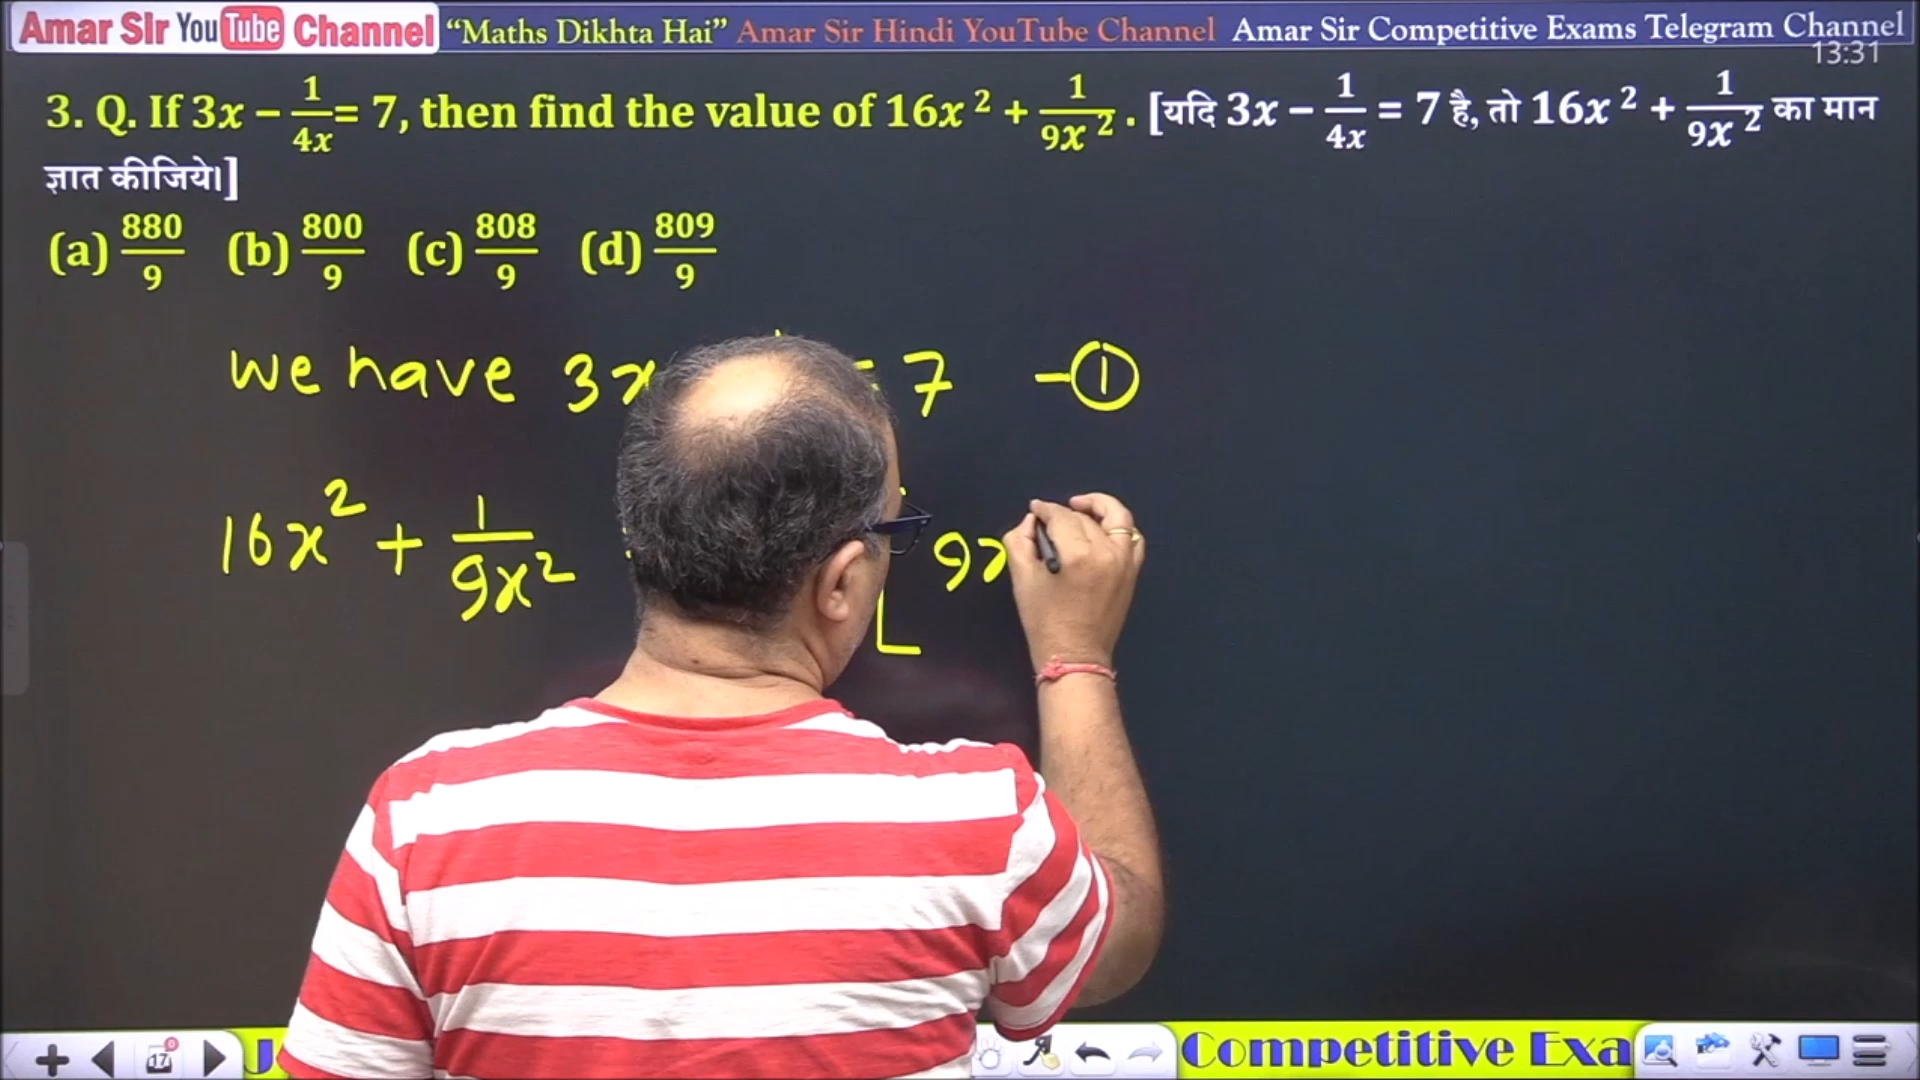 Amar Sir YouTube Channel "Maths Dikhta Hai" Amar Sir Hindi YouTube Channel Amar Sir Competitive Exams Telegram Channel
13:31
3. Q. If 3x − 1/4x = 7, then find the value of 16x² + 1/9x². [यदि 3x − 1/4x = 7 है, तो 16x² + 1/9x² का मान
ज्ञात कीजिये।]
(a) 880/9 (b) 800/9 (c) 808/9 (d) 809/9
We have 3x = 7 −①
16x² + 1/9x² 9x
17 0
Competitive Exa